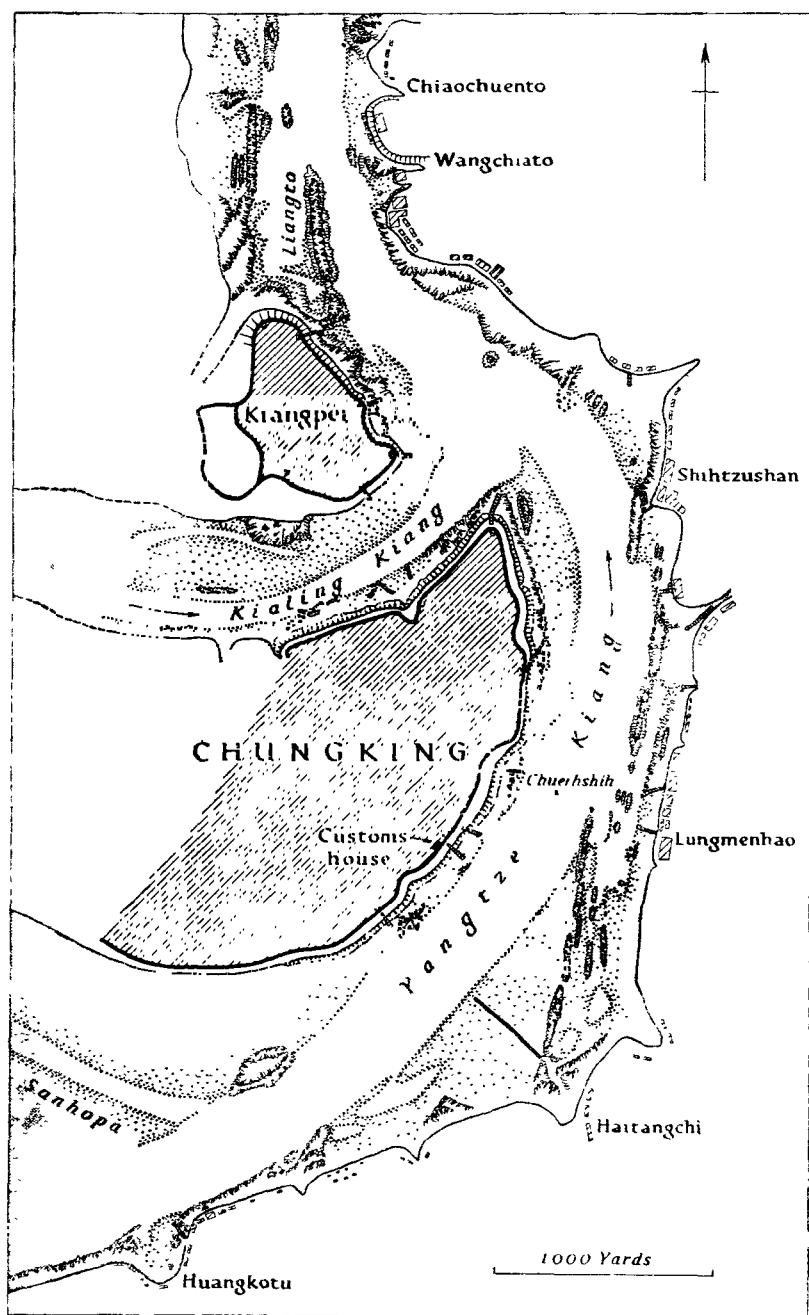 Chiaochuento
Wangchiato
Liangto
Kiangpei
Shihtzushan
Kialing Kiang
CHUNGKING
Chuerhshih
Customs
house
Lungmenhao
Yangtze Kiang
Sanhopa
Haitangchi
Huangkotu
1000 Yards